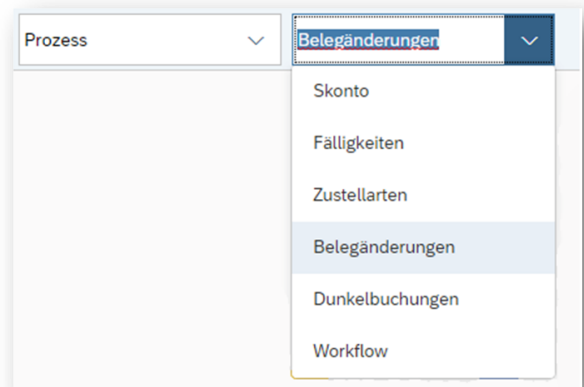 Prozess
Belegänderungen
Skonto
Fälligkeiten
Zustellarten
Belegänderungen
Dunkelbuchungen
Workflow